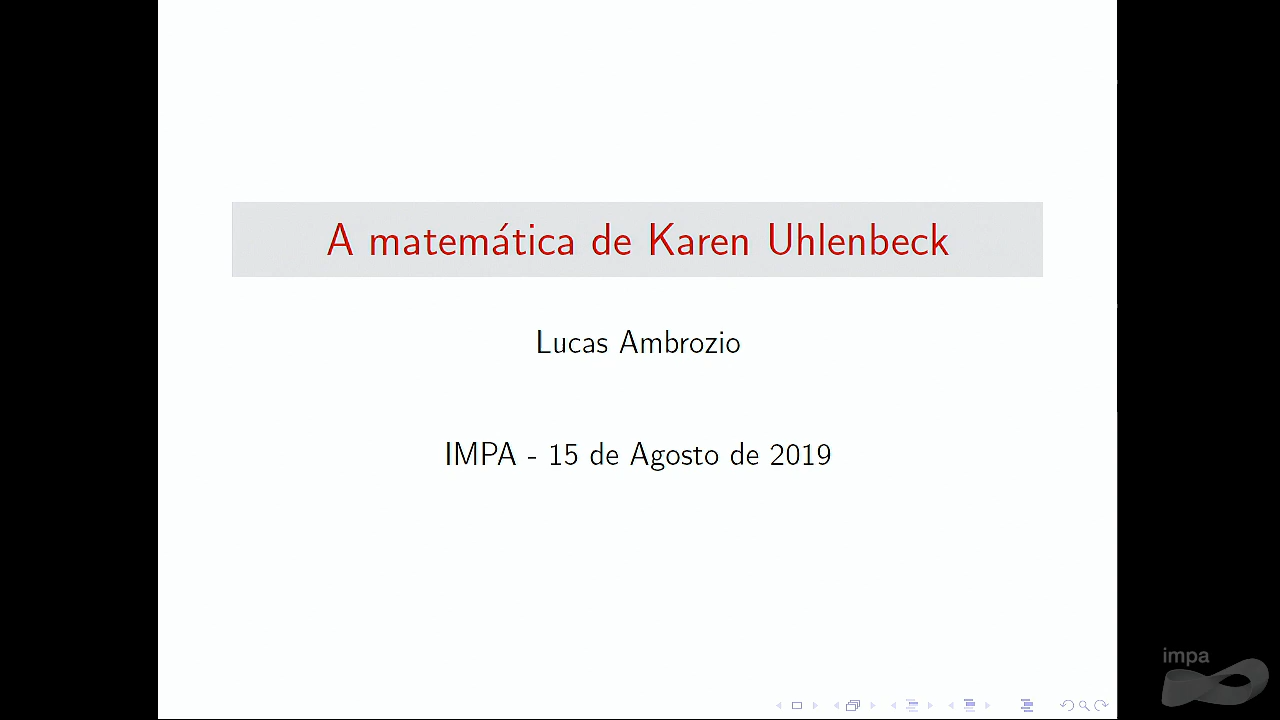 A matemática de Karen Uhlenbeck
Lucas Ambrozio
IMPA - 15 de Agosto de 2019
impa